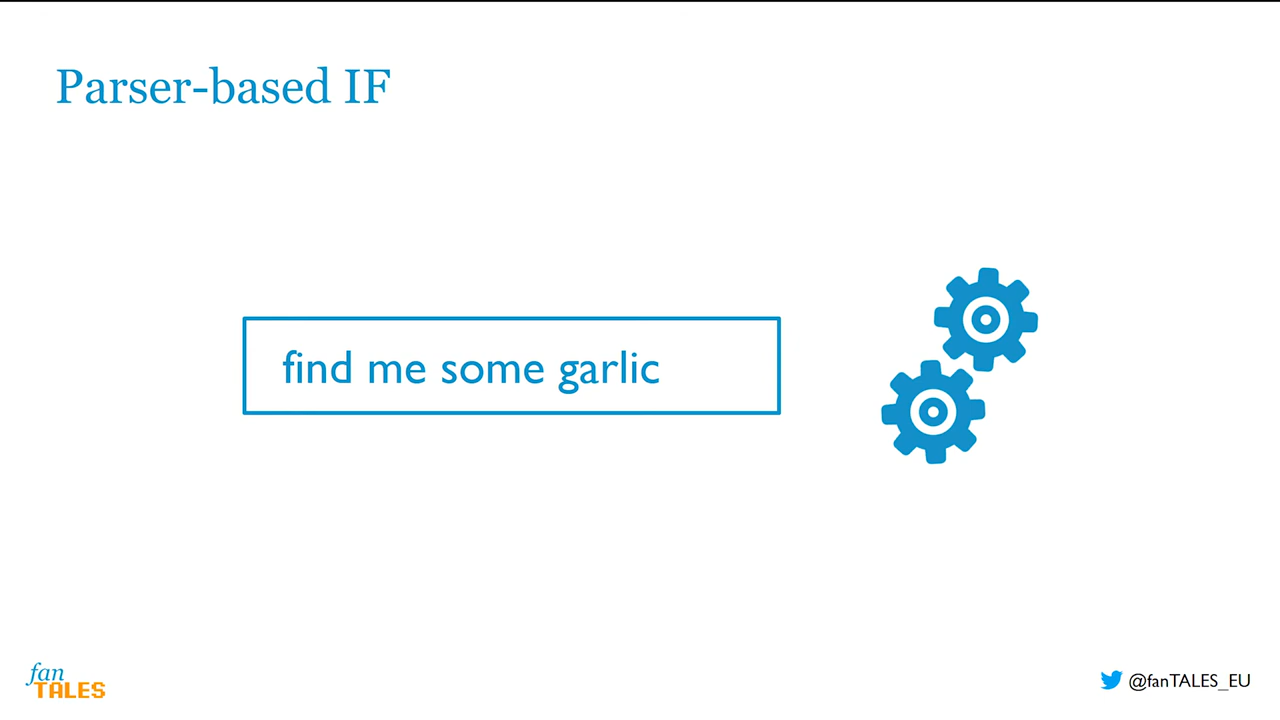 Parser-based IF
find me some garlic
fan
TALES
@fanTALES_EU